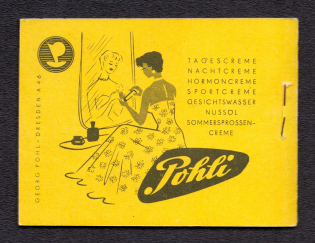 TAGESCREME
NACHTCREME
HORMONCREME
SPORTCREME
GESICHTSWASSER
NUSSÖL
SOMMERSPROSSEN-
CREME
Pohli
GEORG POHL - DRESDEN A 46